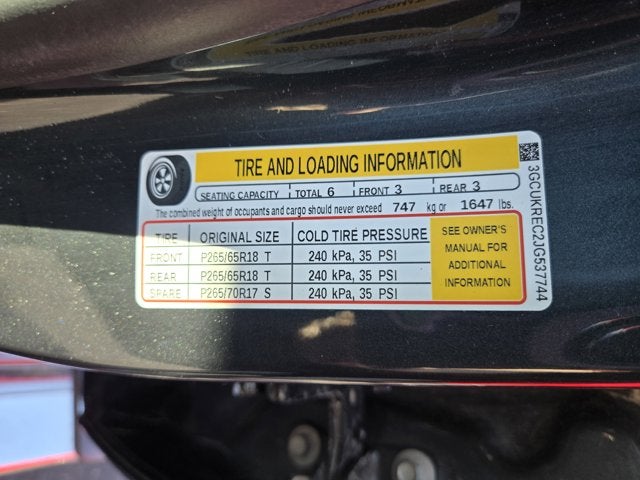 TIRE AND LOADING INFORMATION
SEATING CAPACITY TOTAL 6 FRONT 3 REAR 3
The combined weight of occupants and cargo should never exceed 747 kg or 1647 lbs.
TIRE ORIGINAL SIZE COLD TIRE PRESSURE
FRONT P265/65R18 T 240 kPa, 35 PSI
REAR P265/65R18 T 240 kPa, 35 PSI
SPARE P265/70R17 S 240 kPa, 35 PSI
SEE OWNER'S
MANUAL FOR
ADDITIONAL
INFORMATION
3GCUKREC2JG537744